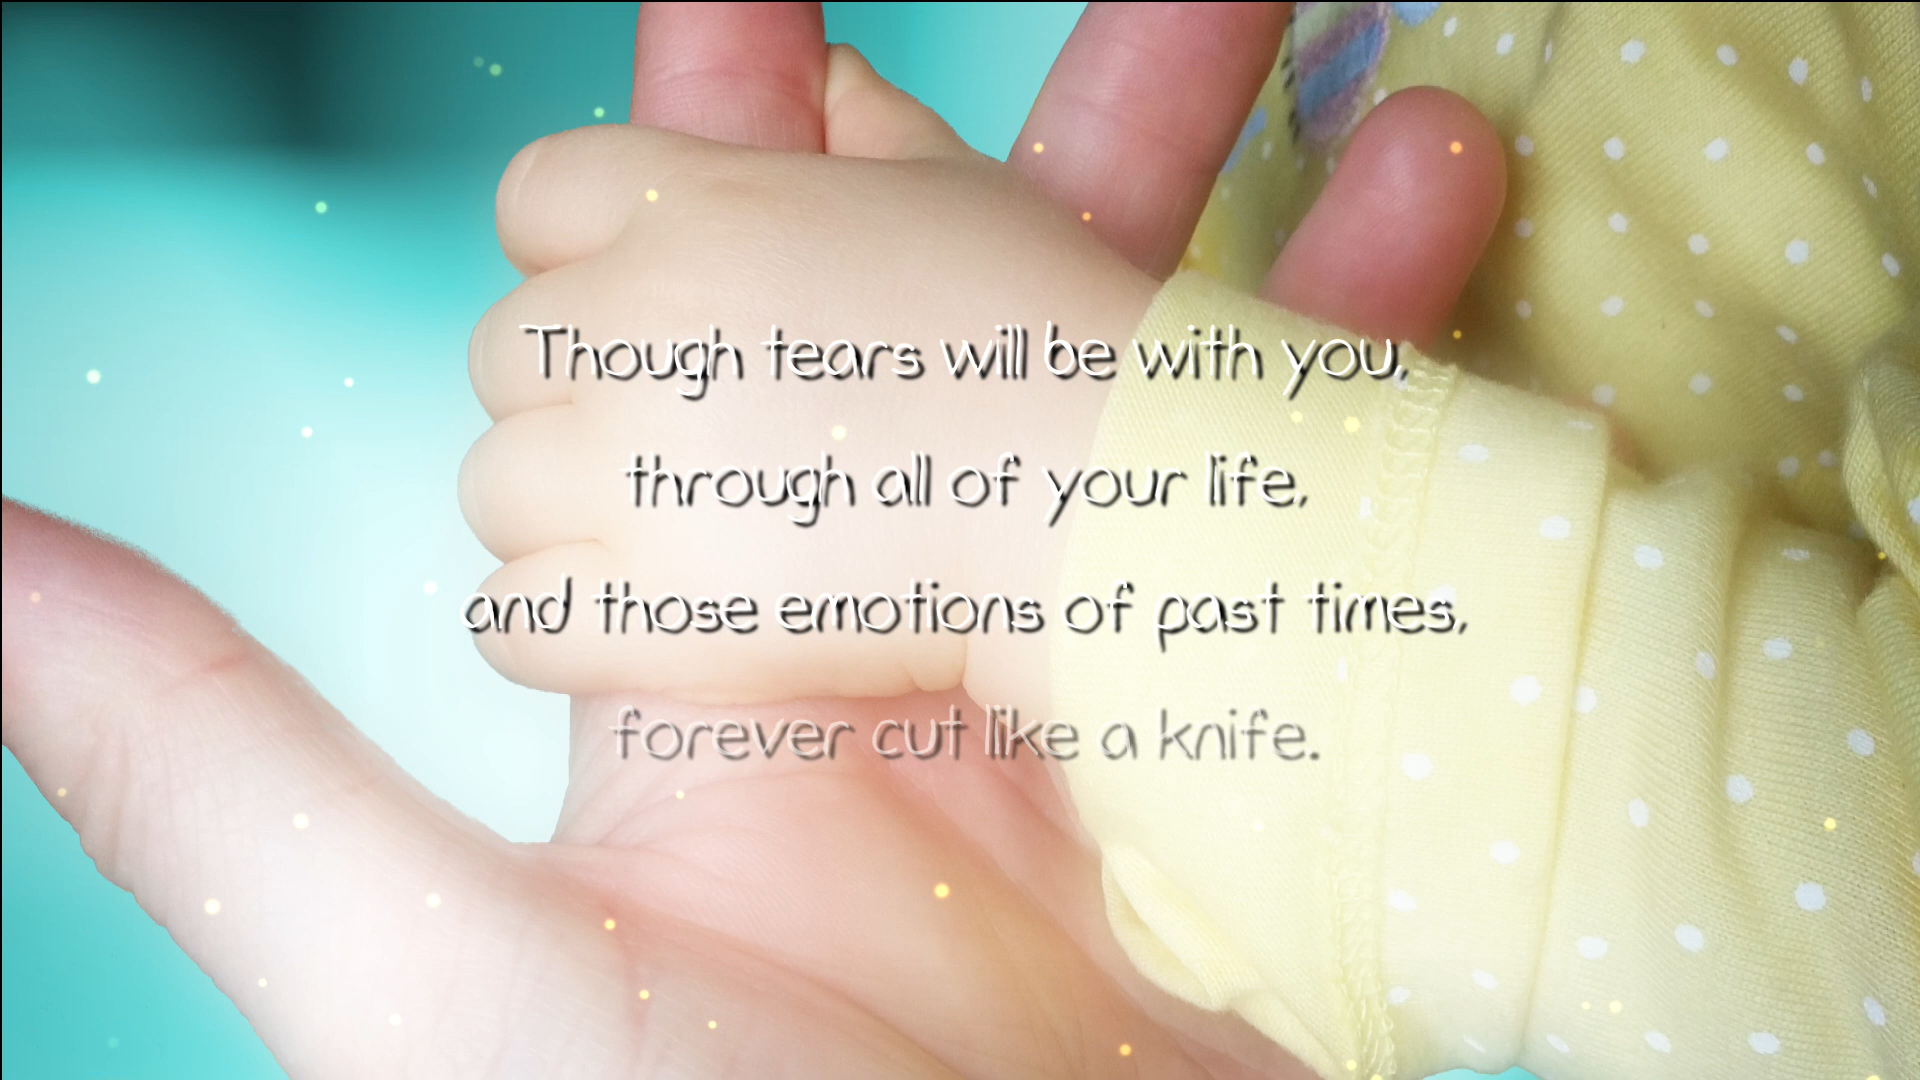 Though tears will be with you,
through all of your life,
and those emotions of past times,
forever cut like a knife.